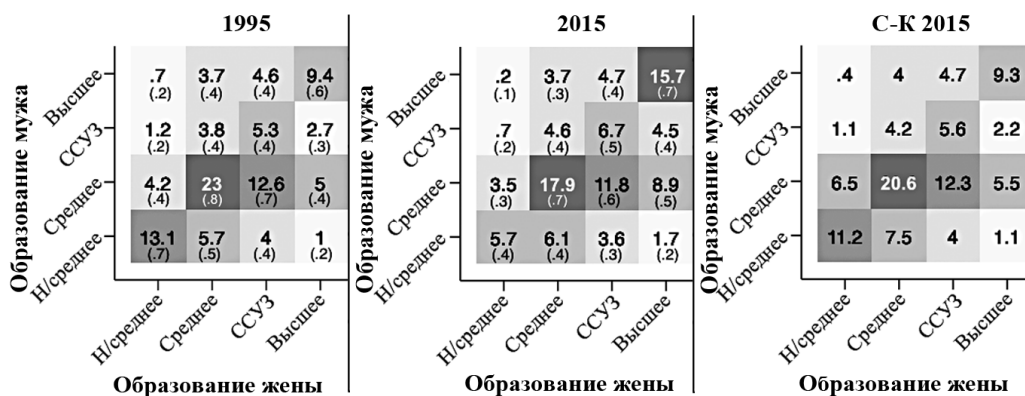 1995
Образование мужа
Высшее
ССУЗ
Среднее
Н/среднее
.7 3.7 4.6 9.4
(.2) (.4) (.4) (.6)
1.2 3.8 5.3 2.7
(.2) (.4) (.4) (.3)
4.2 23 12.6 5
(.4) (.8) (.7) (.4)
13.1 5.7 4 1
(.7) (.5) (.4) (.2)
Н/среднее
Среднее
ССУЗ
Высшее
Образование жены
2015
Образование мужа
Высшее
ССУЗ
Среднее
Н/среднее
.2 3.7 4.7 15.7
(.1) (.3) (.4) (.7)
.7 4.6 6.7 4.5
(.2) (.4) (.5) (.4)
3.5 17.9 11.8 8.9
(.3) (.7) (.6) (.5)
5.7 6.1 3.6 1.7
(.4) (.4) (.3) (.2)
Н/среднее
Среднее
ССУЗ
Высшее
Образование жены
С-К 2015
Образование мужа
Высшее
ССУЗ
Среднее
Н/среднее
.4 4 4.7 9.3
1.1 4.2 5.6 2.2
6.5 20.6 12.3 5.5
11.2 7.5 4 1.1
Н/среднее
Среднее
ССУЗ
Высшее
Образование жены